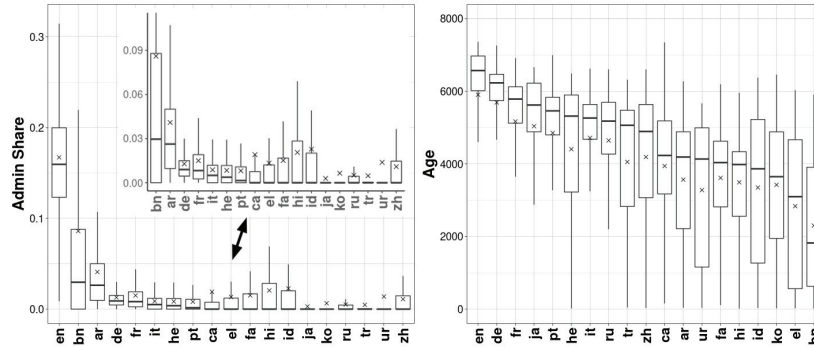 Admin Share
0.3
0.2
0.1
0.0
0.09
0.06
0.03
0.00
bn ar de fr it he pt ca el fa hi id ja ko ru tr ur zh
en bn ar de fr it he pt ca el fa hi id ja ko ru tr ur zh
Age
8000
6000
4000
2000
0
en de fr ja pt he it ru tr zh ca ar ur fa hi id ko el bn